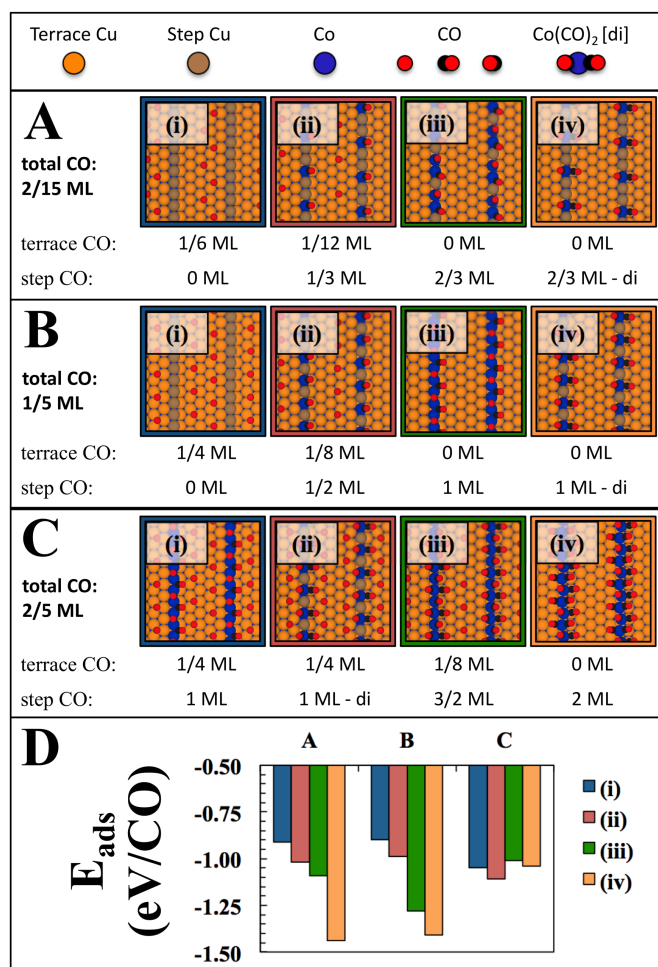 Terrace Cu Step Cu Co CO Co(CO)₂ [di]
A (i) (ii) (iii) (iv)
total CO:
2/15 ML
terrace CO: 1/6 ML 1/12 ML 0 ML 0 ML
step CO: 0 ML 1/3 ML 2/3 ML 2/3 ML - di
B (i) (ii) (iii) (iv)
total CO:
1/5 ML
terrace CO: 1/4 ML 1/8 ML 0 ML 0 ML
step CO: 0 ML 1/2 ML 1 ML 1 ML - di
C (i) (ii) (iii) (iv)
total CO:
2/5 ML
terrace CO: 1/4 ML 1/4 ML 1/8 ML 0 ML
step CO: 1 ML 1 ML - di 3/2 ML 2 ML
D
A B C
-0.50
-0.75
-1.00
-1.25
-1.50
E_ads
(eV/CO)
(i)
(ii)
(iii)
(iv)